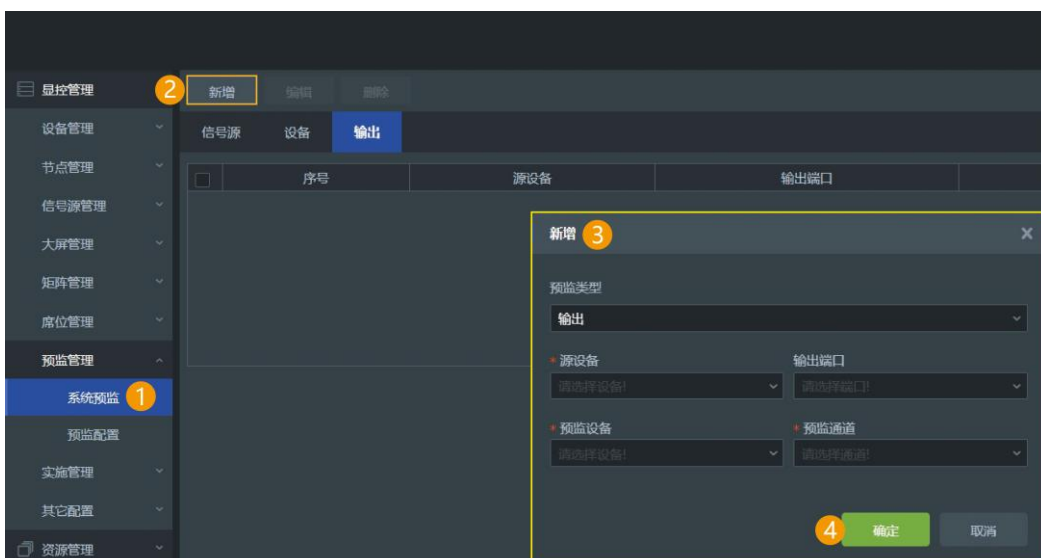 显控管理
2 新增 编辑 删除
设备管理
信号源 设备 输出
节点管理
序号 源设备 输出端口
信号源管理
大屏管理
矩阵管理
席位管理
预监管理
系统预监 1
预监配置
实施管理
其它配置
资源管理
新增 3
预监类型
输出
* 源设备 输出端口
请选择设备! 请选择端口!
* 预监设备 * 预监通道
请选择设备! 请选择通道!
4 确定 取消